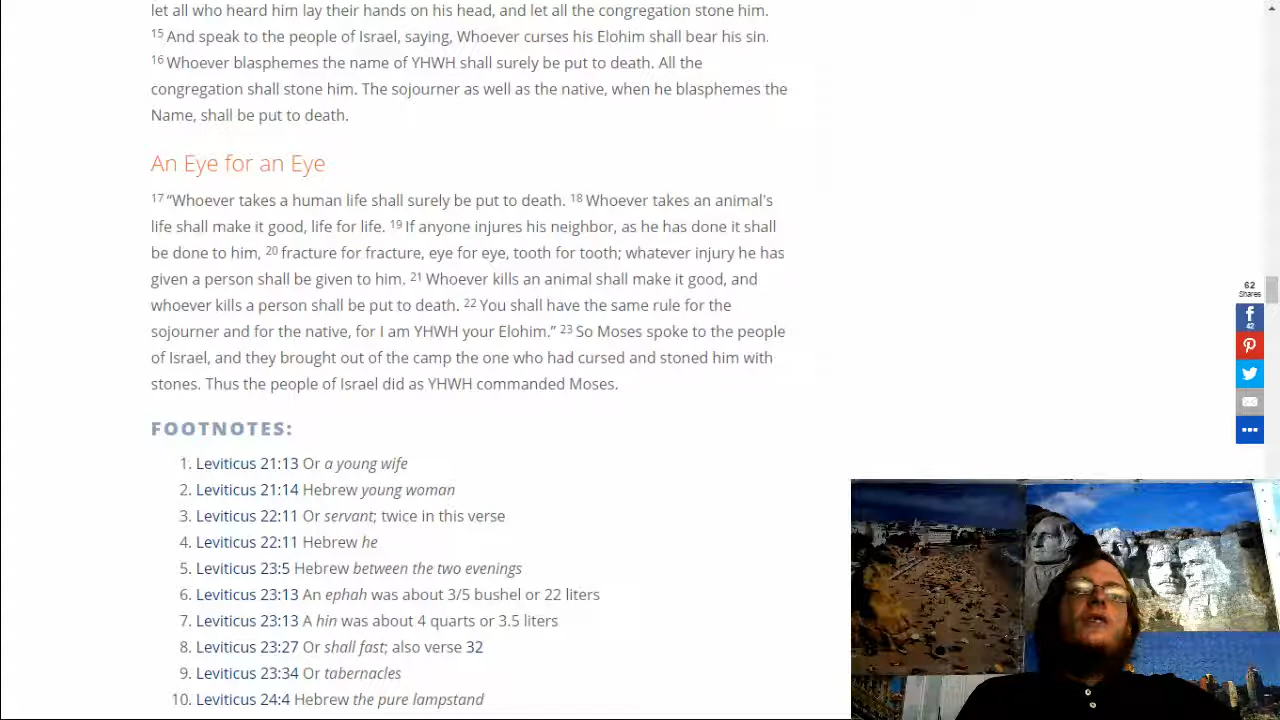 let all who heard him lay their hands on his head, and let all the congregation stone him.
15 And speak to the people of Israel, saying, Whoever curses his Elohim shall bear his sin.
16 Whoever blasphemes the name of YHWH shall surely be put to death. All the
congregation shall stone him. The sojourner as well as the native, when he blasphemes the
Name, shall be put to death.
An Eye for an Eye
17 “Whoever takes a human life shall surely be put to death. 18 Whoever takes an animal's
life shall make it good, life for life. 19 If anyone injures his neighbor, as he has done it shall
be done to him, 20 fracture for fracture, eye for eye, tooth for tooth; whatever injury he has
given a person shall be given to him. 21 Whoever kills an animal shall make it good, and
whoever kills a person shall be put to death. 22 You shall have the same rule for the
sojourner and for the native, for I am YHWH your Elohim.” 23 So Moses spoke to the people
of Israel, and they brought out of the camp the one who had cursed and stoned him with
stones. Thus the people of Israel did as YHWH commanded Moses.
FOOTNOTES:
1. Leviticus 21:13 Or a young wife
2. Leviticus 21:14 Hebrew young woman
3. Leviticus 22:11 Or servant; twice in this verse
4. Leviticus 22:11 Hebrew he
5. Leviticus 23:5 Hebrew between the two evenings
6. Leviticus 23:13 An ephah was about 3/5 bushel or 22 liters
7. Leviticus 23:13 A hin was about 4 quarts or 3.5 liters
8. Leviticus 23:27 Or shall fast; also verse 32
9. Leviticus 23:34 Or tabernacles
10. Leviticus 24:4 Hebrew the pure lampstand
62
Shares
42